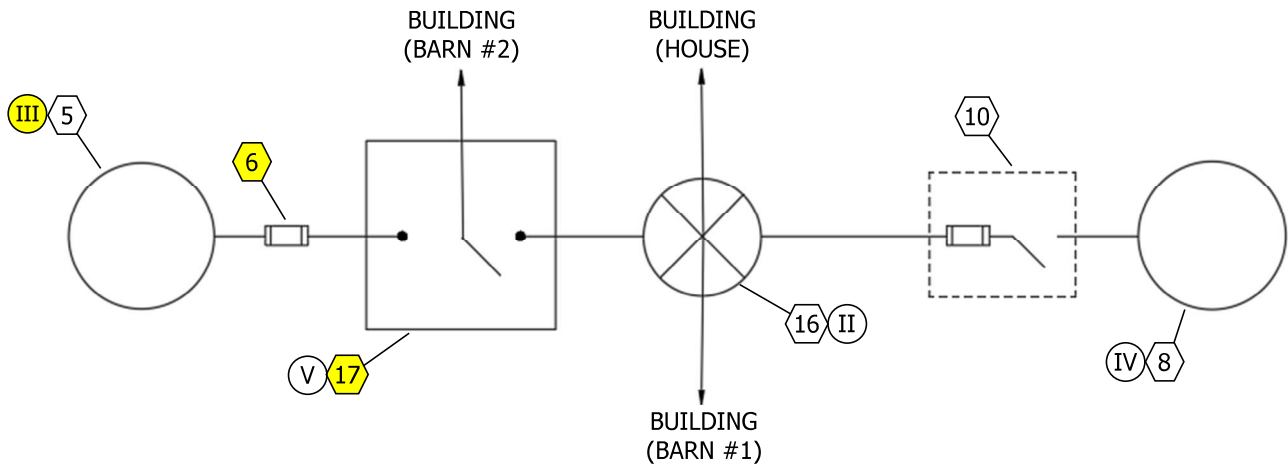 BUILDING
(BARN #2)
BUILDING
(HOUSE)
III 5
6
10
16 II
V 17
IV 8
BUILDING
(BARN #1)